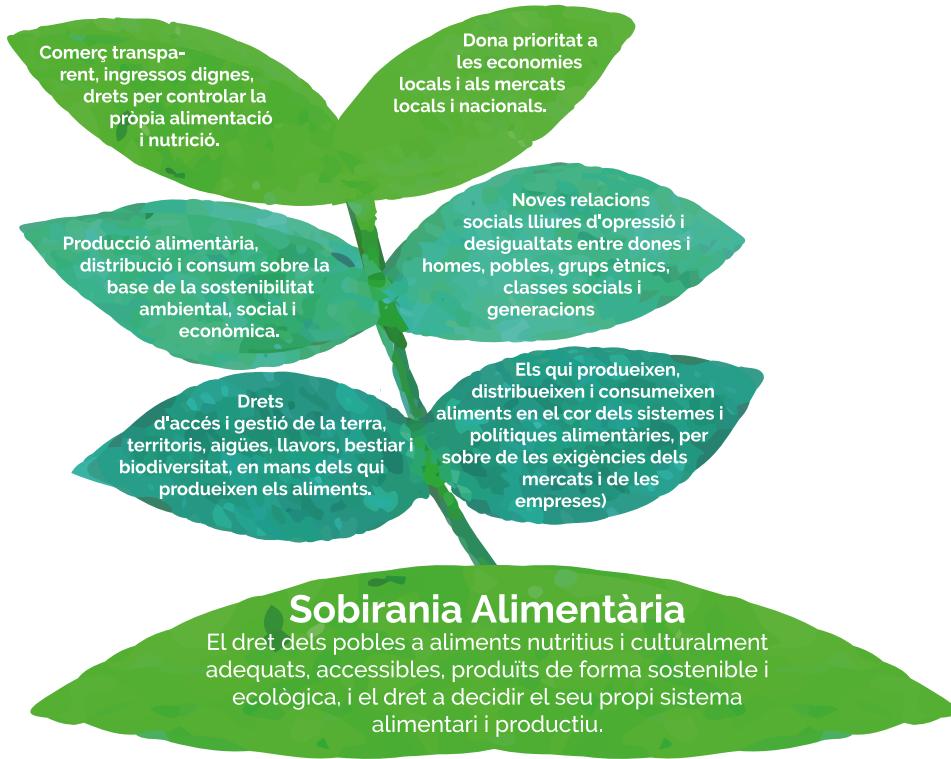 Comerç transpa-
rent, ingressos dignes,
drets per controlar la
pròpia alimentació
i nutrició.
Dona prioritat a
les economies
locals i als mercats
locals i nacionals.
Producció alimentària,
distribució i consum sobre la
base de la sostenibilitat
ambiental, social i
econòmica.
Noves relacions
socials lliures d'opressió i
desigualtats entre dones i
homes, pobles, grups ètnics,
classes socials i
generacions
Drets
d'accés i gestió de la terra,
territoris, aigües, llavors, bestiar i
biodiversitat, en mans dels qui
produeixen els aliments.
Els qui produeixen,
distribueixen i consumeixen
aliments en el cor dels sistemes i
polítiques alimentàries, per
sobre de les exigències dels
mercats i de les
empreses)
Sobirania Alimentària
El dret dels pobles a aliments nutritius i culturalment
adequats, accessibles, produïts de forma sostenible i
ecològica, i el dret a decidir el seu propi sistema
alimentari i productiu.